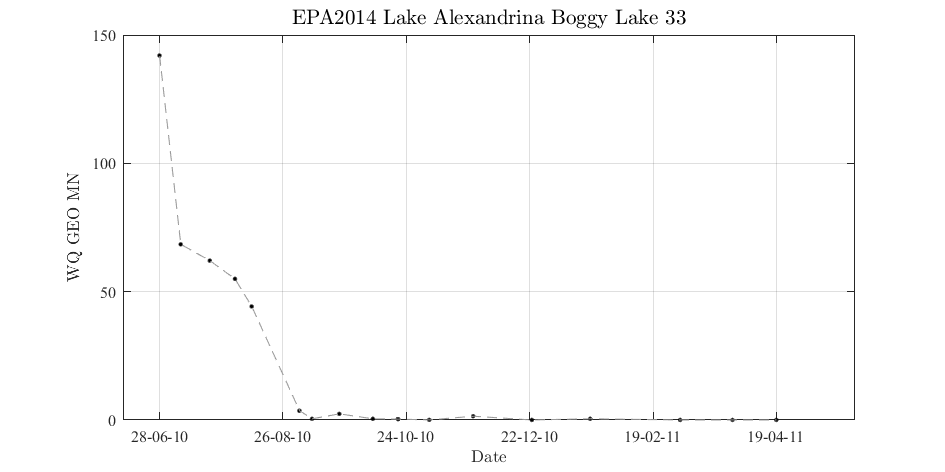 EPA2014 Lake Alexandrina Boggy Lake 33
150
100
50
0
WQ GEO MN
28-06-10 26-08-10 24-10-10 22-12-10 19-02-11 19-04-11
Date